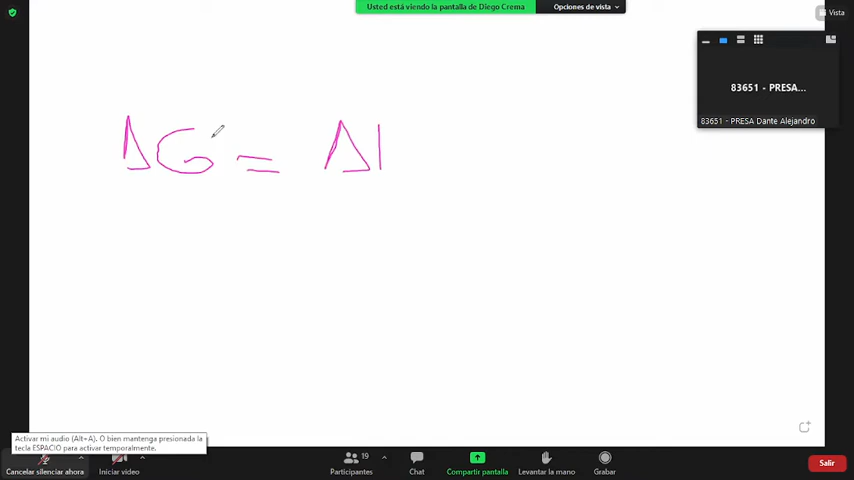 Usted está viendo la pantalla de Diego Crema
Opciones de vista
Vista
83651 - PRESA...
83651 - PRESA Dante Alejandro
ΔG = Δ|
Activar mi audio (Alt+A). O bien mantenga presionada la
tecla ESPACIO para activar temporalmente.
Cancelar silenciar ahora
Iniciar video
19
Participantes
Chat
Compartir pantalla
Levantar la mano
Grabar
Salir